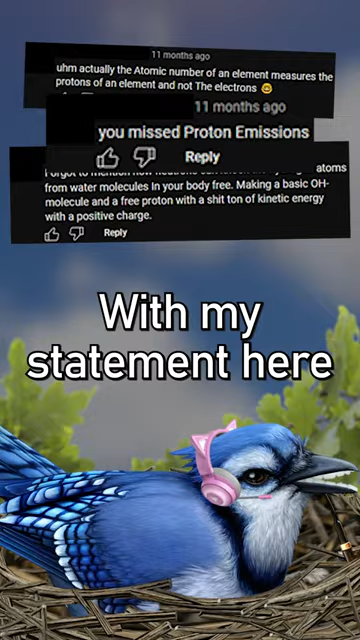 11 months ago
uhm actually the Atomic number of an element measures the
protons of an element and not The electrons 🤓
11 months ago
you missed Proton Emissions
Reply
atoms
from water molecules In your body free. Making a basic OH-
molecule and a free proton with a shit ton of kinetic energy
with a positive charge.
Reply
With my
statement here